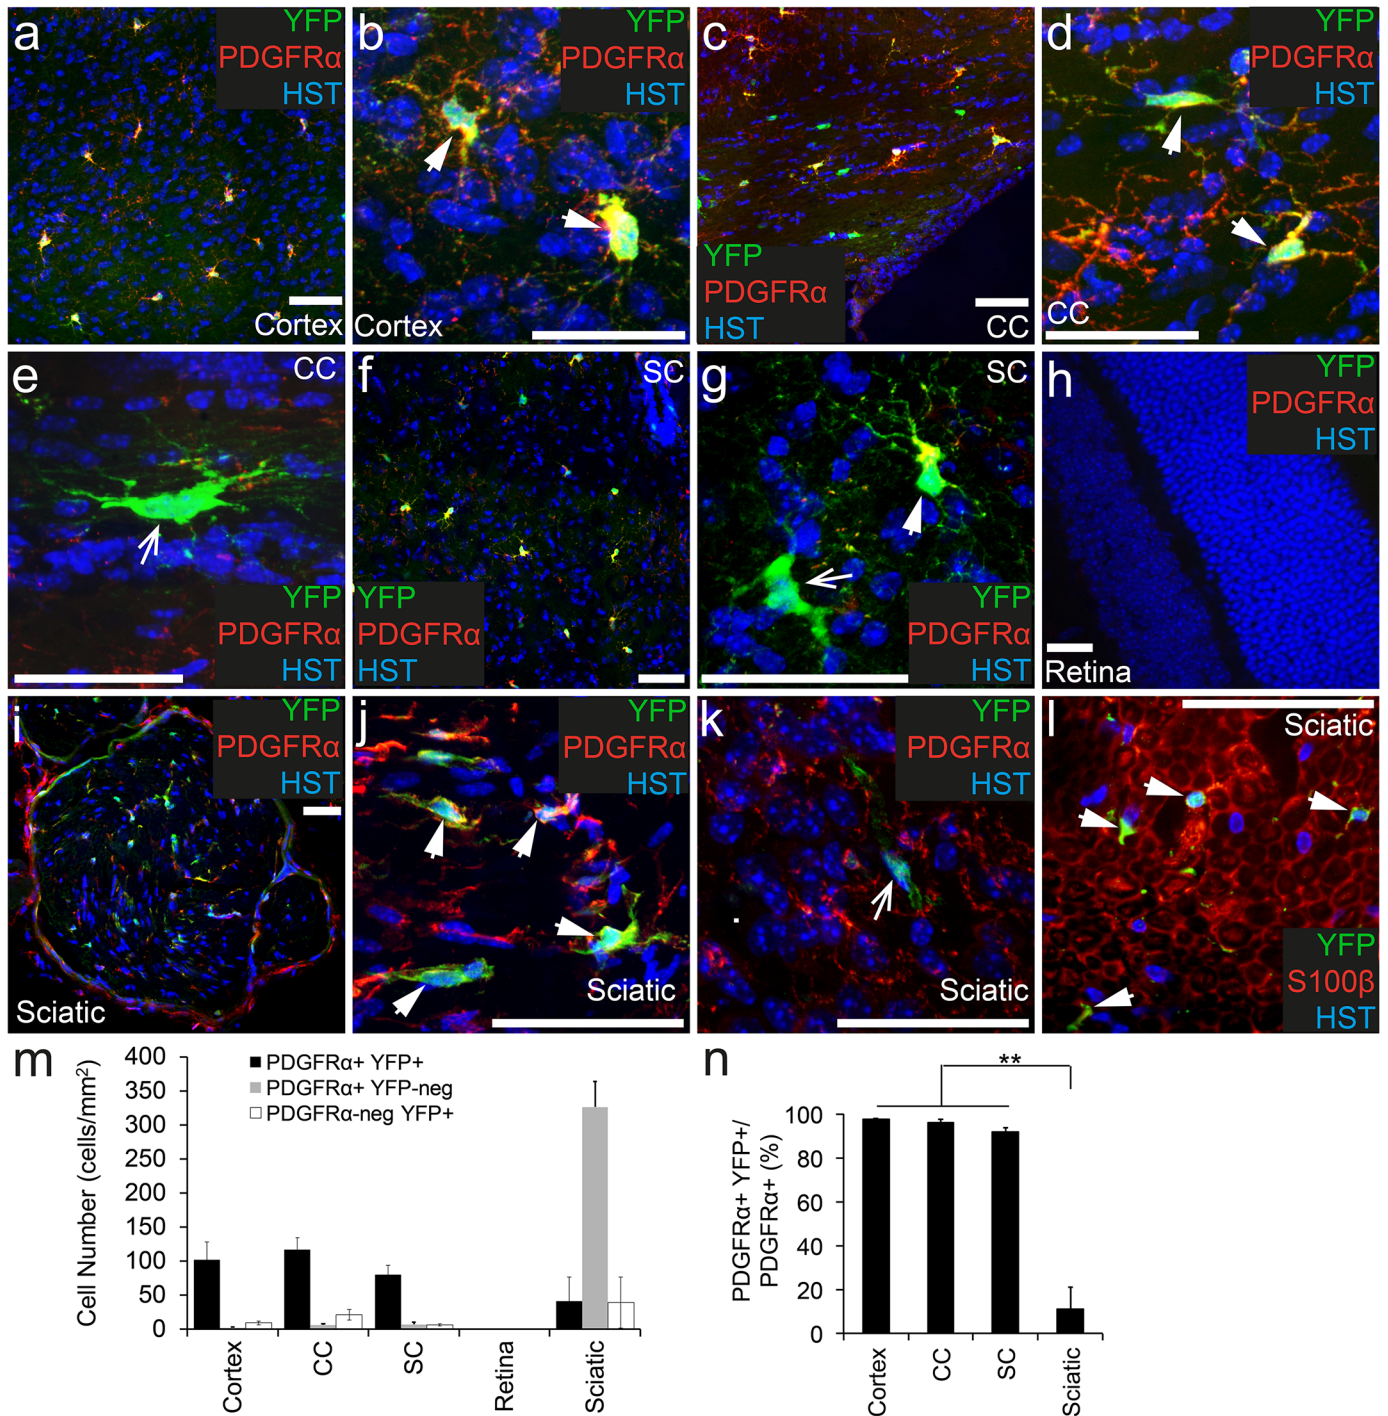 a
YFP
PDGFRα
HST
Cortex
b
YFP
PDGFRα
HST
Cortex
c
YFP
PDGFRα
HST
CC
d
YFP
PDGFRα
HST
CC
e
CC
YFP
PDGFRα
HST
f
SC
YFP
PDGFRα
HST
g
SC
YFP
PDGFRα
HST
h
YFP
PDGFRα
HST
Retina
i
YFP
PDGFRα
HST
Sciatic
j
YFP
PDGFRα
HST
Sciatic
k
YFP
PDGFRα
HST
Sciatic
l
Sciatic
YFP
S100β
HST
m
Cell Number (cells/mm²)
400
350
300
250
200
150
100
50
0
PDGFRα+ YFP+
PDGFRα+ YFP-neg
PDGFRα-neg YFP+
Cortex
CC
SC
Retina
Sciatic
n
**
PDGFRα+ YFP+/
PDGFRα+ (%)
100
80
60
40
20
0
Cortex
CC
SC
Sciatic